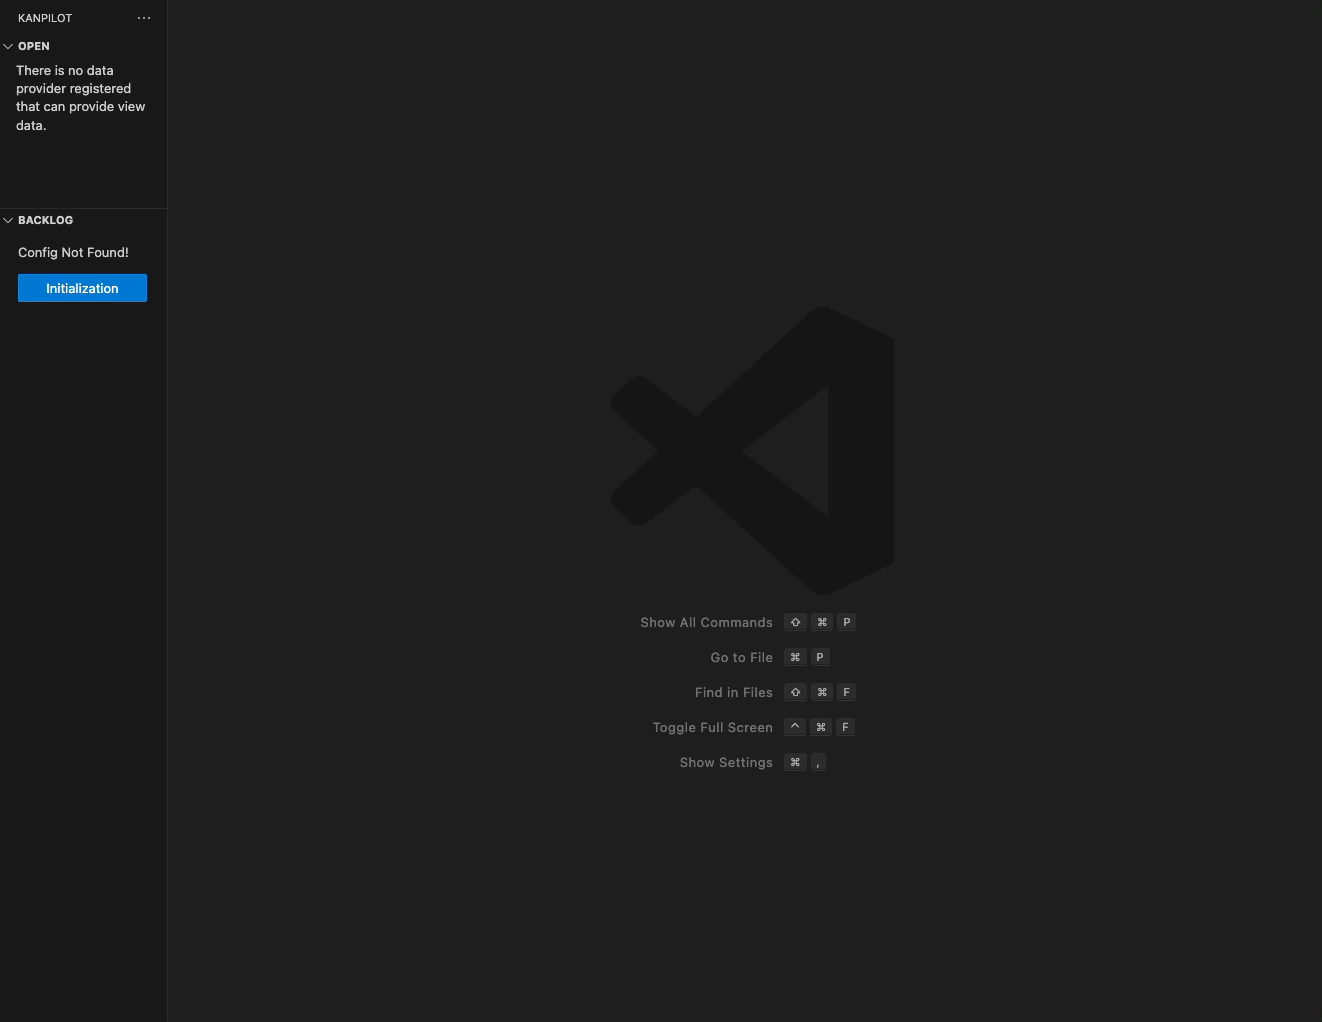 KANPILOT
OPEN
There is no data
provider registered
that can provide view
data.
BACKLOG
Config Not Found!
Initialization
Show All Commands ⇧ ⌘ P
Go to File ⌘ P
Find in Files ⇧ ⌘ F
Toggle Full Screen ^ ⌘ F
Show Settings ⌘ ,